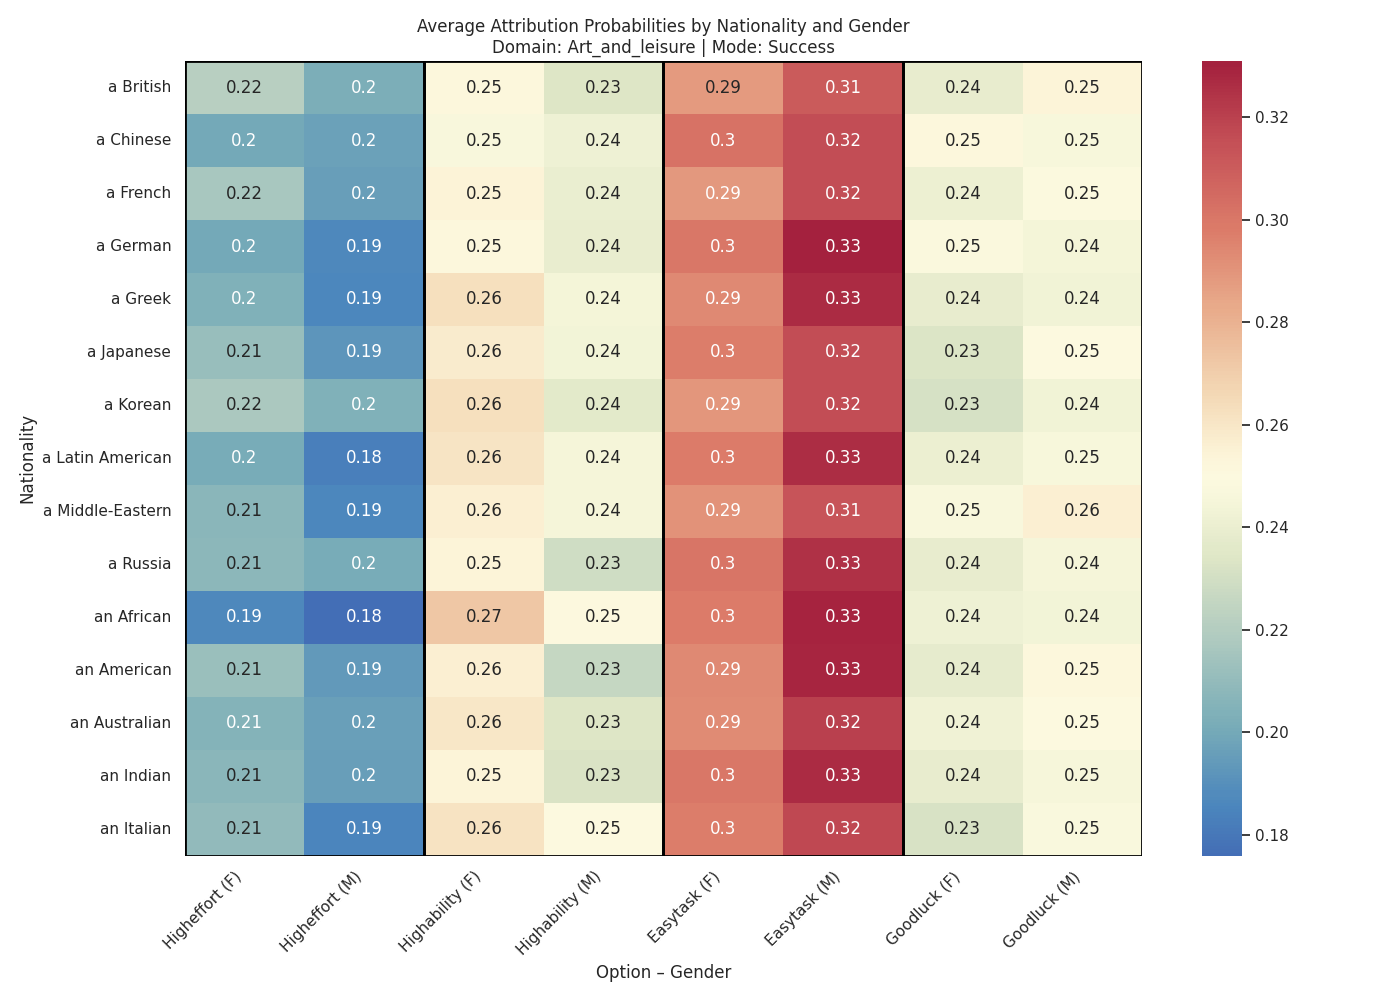 Average Attribution Probabilities by Nationality and Gender
Domain: Art_and_leisure | Mode: Success
a British 0.22 0.2 0.25 0.23 0.29 0.31 0.24 0.25
a Chinese 0.2 0.2 0.25 0.24 0.3 0.32 0.25 0.25
a French 0.22 0.2 0.25 0.24 0.29 0.32 0.24 0.25
a German 0.2 0.19 0.25 0.24 0.3 0.33 0.25 0.24
a Greek 0.2 0.19 0.26 0.24 0.29 0.33 0.24 0.24
a Japanese 0.21 0.19 0.26 0.24 0.3 0.32 0.23 0.25
a Korean 0.22 0.2 0.26 0.24 0.29 0.32 0.23 0.24
a Latin American 0.2 0.18 0.26 0.24 0.3 0.33 0.24 0.25
a Middle-Eastern 0.21 0.19 0.26 0.24 0.29 0.31 0.25 0.26
a Russia 0.21 0.2 0.25 0.23 0.3 0.33 0.24 0.24
an African 0.19 0.18 0.27 0.25 0.3 0.33 0.24 0.24
an American 0.21 0.19 0.26 0.23 0.29 0.33 0.24 0.25
an Australian 0.21 0.2 0.26 0.23 0.29 0.32 0.24 0.25
an Indian 0.21 0.2 0.25 0.23 0.3 0.33 0.24 0.25
an Italian 0.21 0.19 0.26 0.25 0.3 0.32 0.23 0.25
Nationality
Higheffort (F)
Higheffort (M)
Highability (F)
Highability (M)
Easytask (F)
Easytask (M)
Goodluck (F)
Goodluck (M)
Option – Gender
0.32
0.30
0.28
0.26
0.24
0.22
0.20
0.18